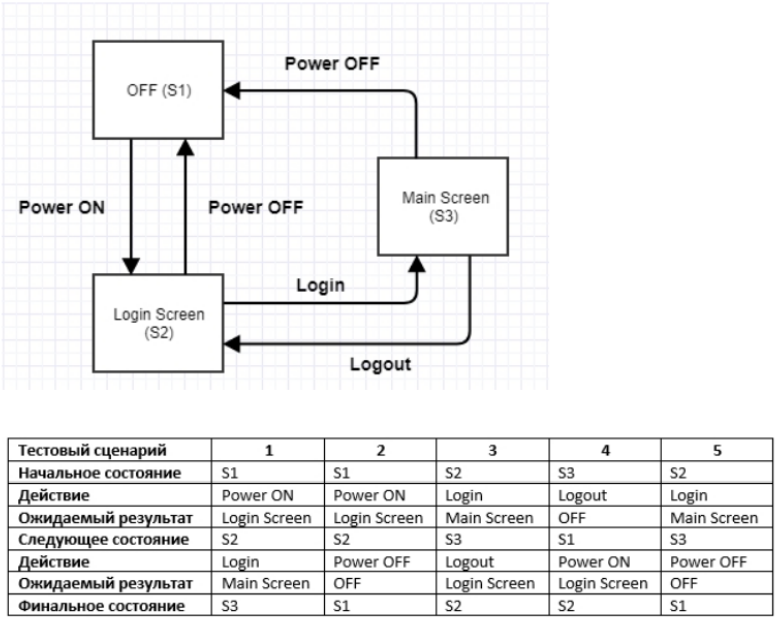 Power OFF
OFF (S1)
Main Screen
(S3)
Power ON
Power OFF
Login
Login Screen
(S2)
Logout
Тестовый сценарий 1 2 3 4 5
Начальное состояние S1 S1 S2 S3 S2
Действие Power ON Power ON Login Logout Login
Ожидаемый результат Login Screen Login Screen Main Screen OFF Main Screen
Следующее состояние S2 S2 S3 S1 S3
Действие Login Power OFF Logout Power ON Power OFF
Ожидаемый результат Main Screen OFF Login Screen Login Screen OFF
Финальное состояние S3 S1 S2 S2 S1